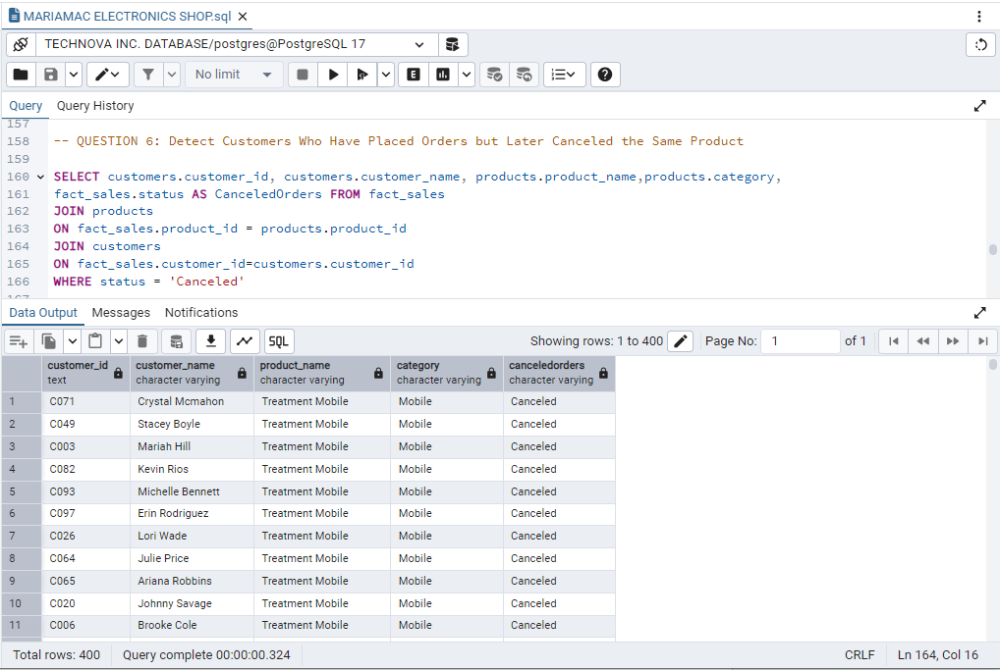 MARIAMAC ELECTRONICS SHOP.sql
TECHNOVA INC. DATABASE/postgres@PostgreSQL 17
No limit
Query Query History
157
158 -- QUESTION 6: Detect Customers Who Have Placed Orders but Later Canceled the Same Product
159
160 SELECT customers.customer_id, customers.customer_name, products.product_name,products.category,
161 fact_sales.status AS CanceledOrders FROM fact_sales
162 JOIN products
163 ON fact_sales.product_id = products.product_id
164 JOIN customers
165 ON fact_sales.customer_id=customers.customer_id
166 WHERE status = 'Canceled'
167
Data Output Messages Notifications
SQL Showing rows: 1 to 400 Page No: 1 of 1
customer_id customer_name product_name category canceledorders
text character varying character varying character varying character varying
1 C071 Crystal Mcmahon Treatment Mobile Mobile Canceled
2 C049 Stacey Boyle Treatment Mobile Mobile Canceled
3 C003 Mariah Hill Treatment Mobile Mobile Canceled
4 C082 Kevin Rios Treatment Mobile Mobile Canceled
5 C093 Michelle Bennett Treatment Mobile Mobile Canceled
6 C097 Erin Rodriguez Treatment Mobile Mobile Canceled
7 C026 Lori Wade Treatment Mobile Mobile Canceled
8 C064 Julie Price Treatment Mobile Mobile Canceled
9 C065 Ariana Robbins Treatment Mobile Mobile Canceled
10 C020 Johnny Savage Treatment Mobile Mobile Canceled
11 C006 Brooke Cole Treatment Mobile Mobile Canceled
Total rows: 400 Query complete 00:00:00.324 CRLF Ln 164, Col 16